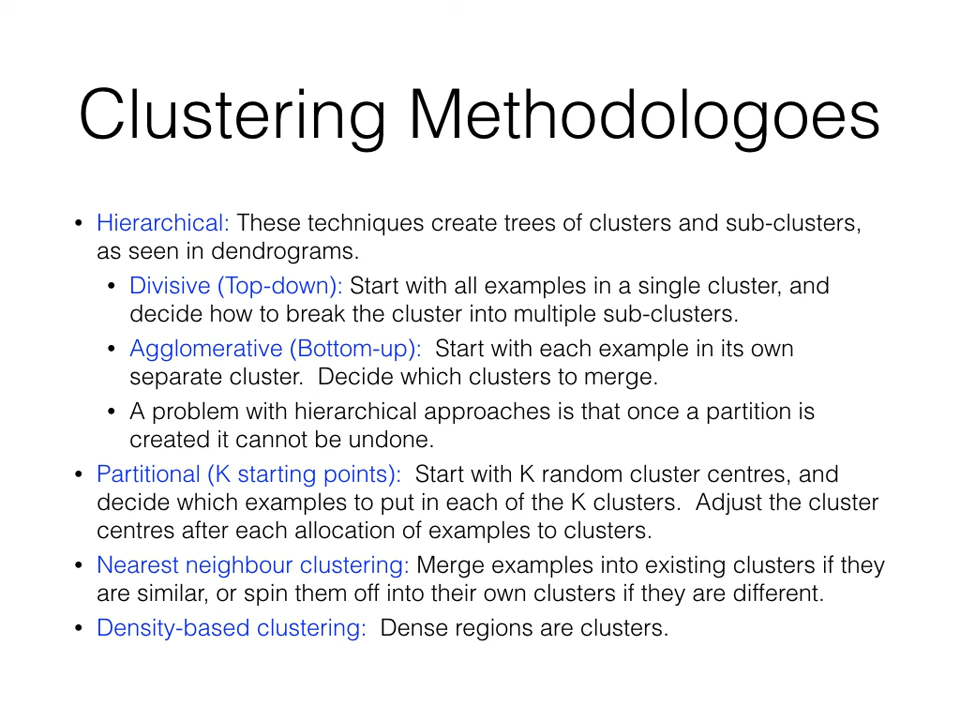 Clustering Methodologoes
• Hierarchical: These techniques create trees of clusters and sub-clusters,
as seen in dendrograms.
• Divisive (Top-down): Start with all examples in a single cluster, and
decide how to break the cluster into multiple sub-clusters.
• Agglomerative (Bottom-up):  Start with each example in its own
separate cluster.  Decide which clusters to merge.
• A problem with hierarchical approaches is that once a partition is
created it cannot be undone.
• Partitional (K starting points):  Start with K random cluster centres, and
decide which examples to put in each of the K clusters.  Adjust the cluster
centres after each allocation of examples to clusters.
• Nearest neighbour clustering: Merge examples into existing clusters if they
are similar, or spin them off into their own clusters if they are different.
• Density-based clustering:  Dense regions are clusters.